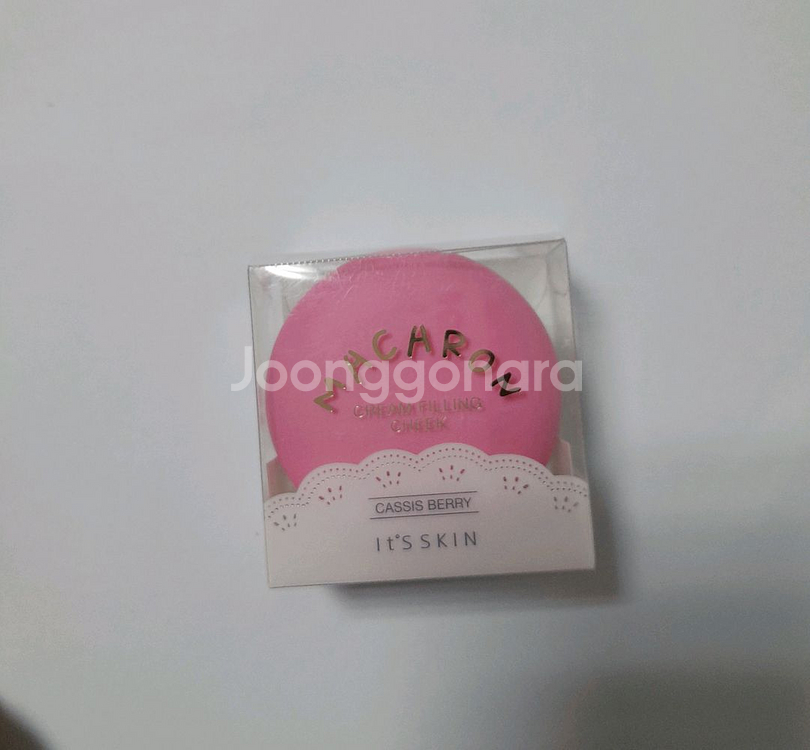 MACARON
Joonggonara
CREAM FILLING
CHEEK
CASSIS BERRY
It'S SKIN